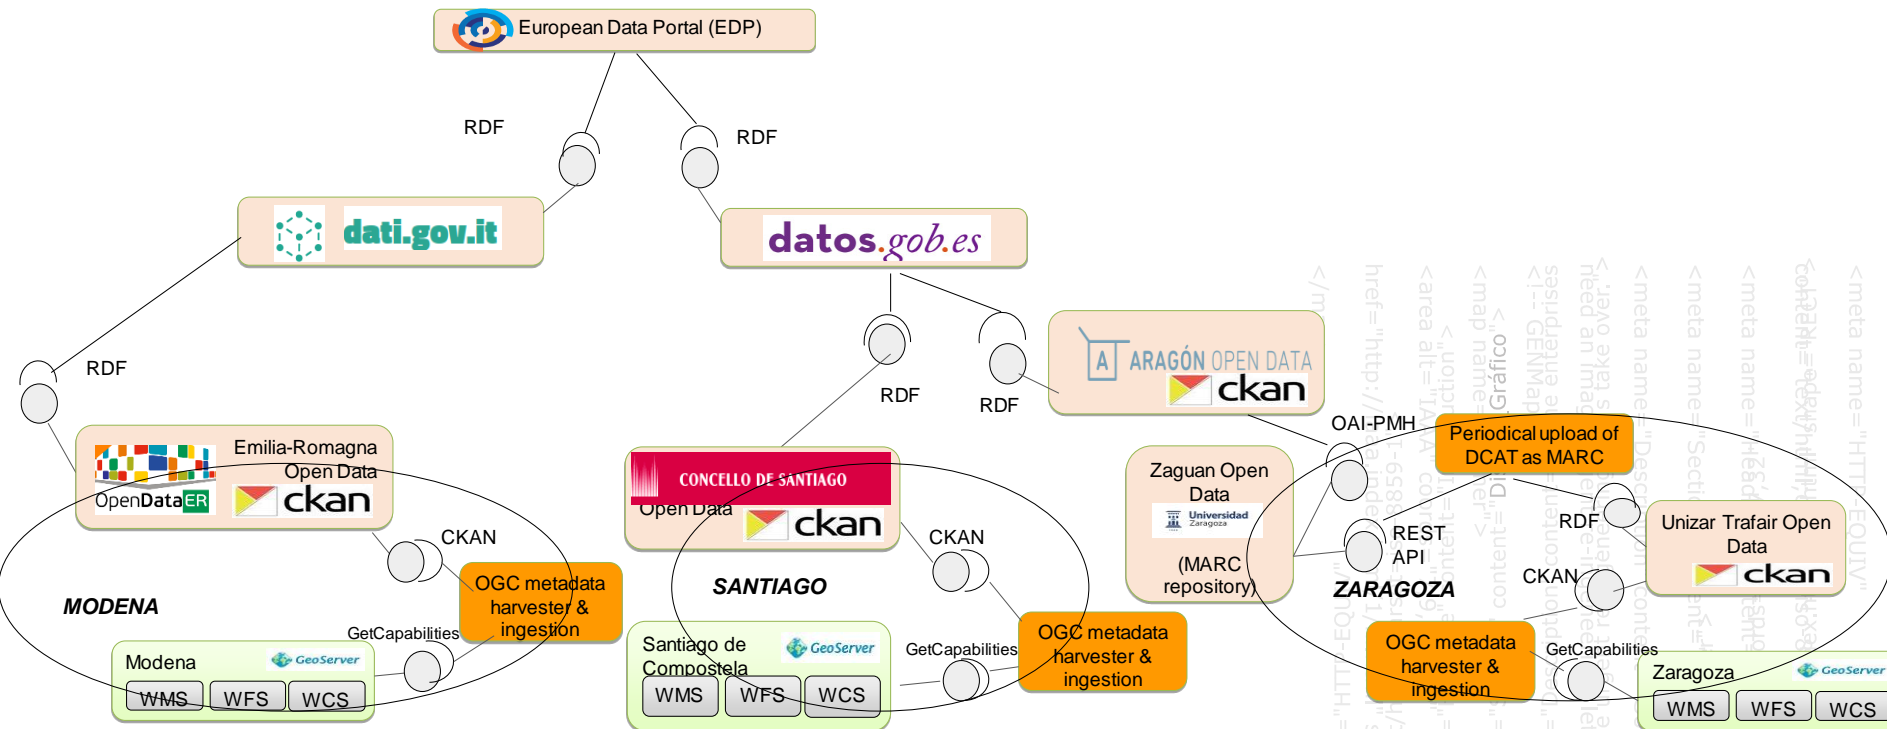 European Data Portal (EDP)
RDF
RDF
dati.gov.it
datos.gob.es
RDF
RDF
RDF
A ARAGÓN OPEN DATA
ckan
Emilia-Romagna
Open Data
OpenDataER
ckan
CONCELLO DE SANTIAGO
Open Data
ckan
OAI-PMH
Periodical upload of
DCAT as MARC
Zaguan Open
Data
Universidad
Zaragoza
(MARC
repository)
REST
API
RDF
Unizar Trafair Open
Data
ckan
CKAN
OGC metadata
harvester &
ingestion
MODENA
GetCapabilities
Modena
GeoServer
WMS
WFS
WCS
CKAN
SANTIAGO
OGC metadata
harvester &
ingestion
GetCapabilities
Santiago de
Compostela
GeoServer
WMS
WFS
WCS
ZARAGOZA
CKAN
OGC metadata
harvester &
ingestion
GetCapabilities
Zaragoza
GeoServer
WMS
WFS
WCS